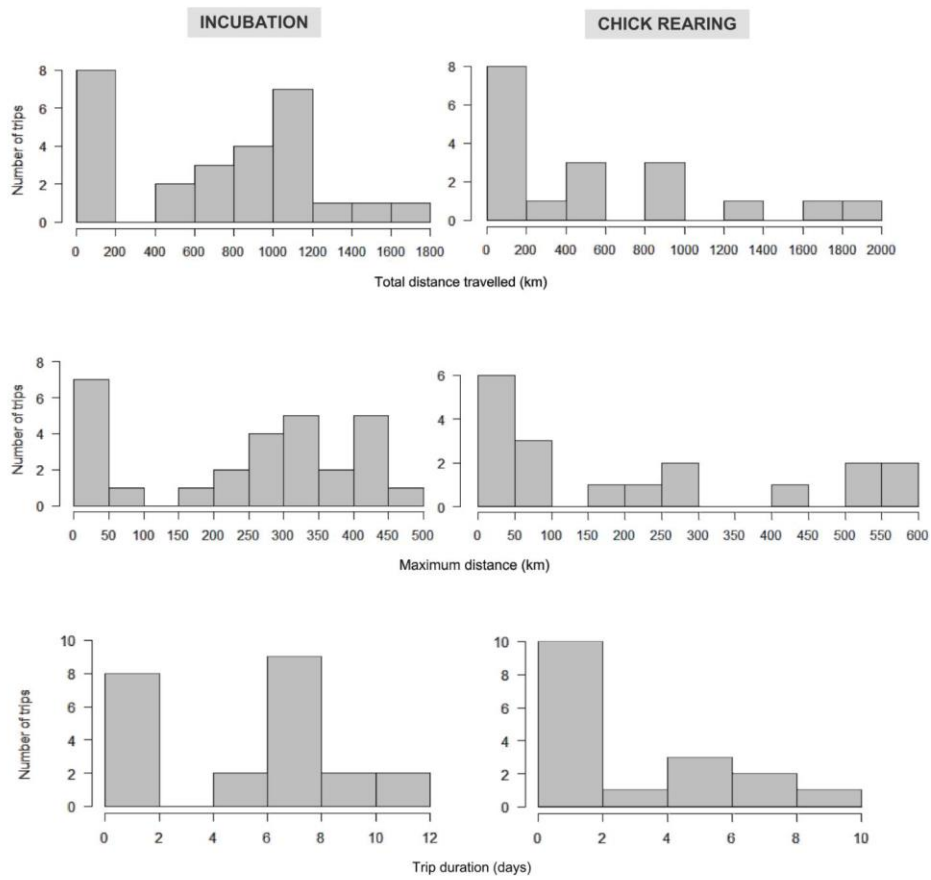 INCUBATION
CHICK REARING
8
6
4
2
0
Number of trips
0 200 400 600 800 1000 1200 1400 1600 1800
8
6
4
2
0
0 200 400 600 800 1000 1200 1400 1600 1800 2000
Total distance travelled (km)
8
6
4
2
0
Number of trips
0 50 100 150 200 250 300 350 400 450 500
6
4
2
0
0 50 100 150 200 250 300 350 400 450 500 550 600
Maximum distance (km)
10
8
6
4
2
0
Number of trips
0 2 4 6 8 10 12
10
8
6
4
2
0
0 2 4 6 10
Trip duration (days)